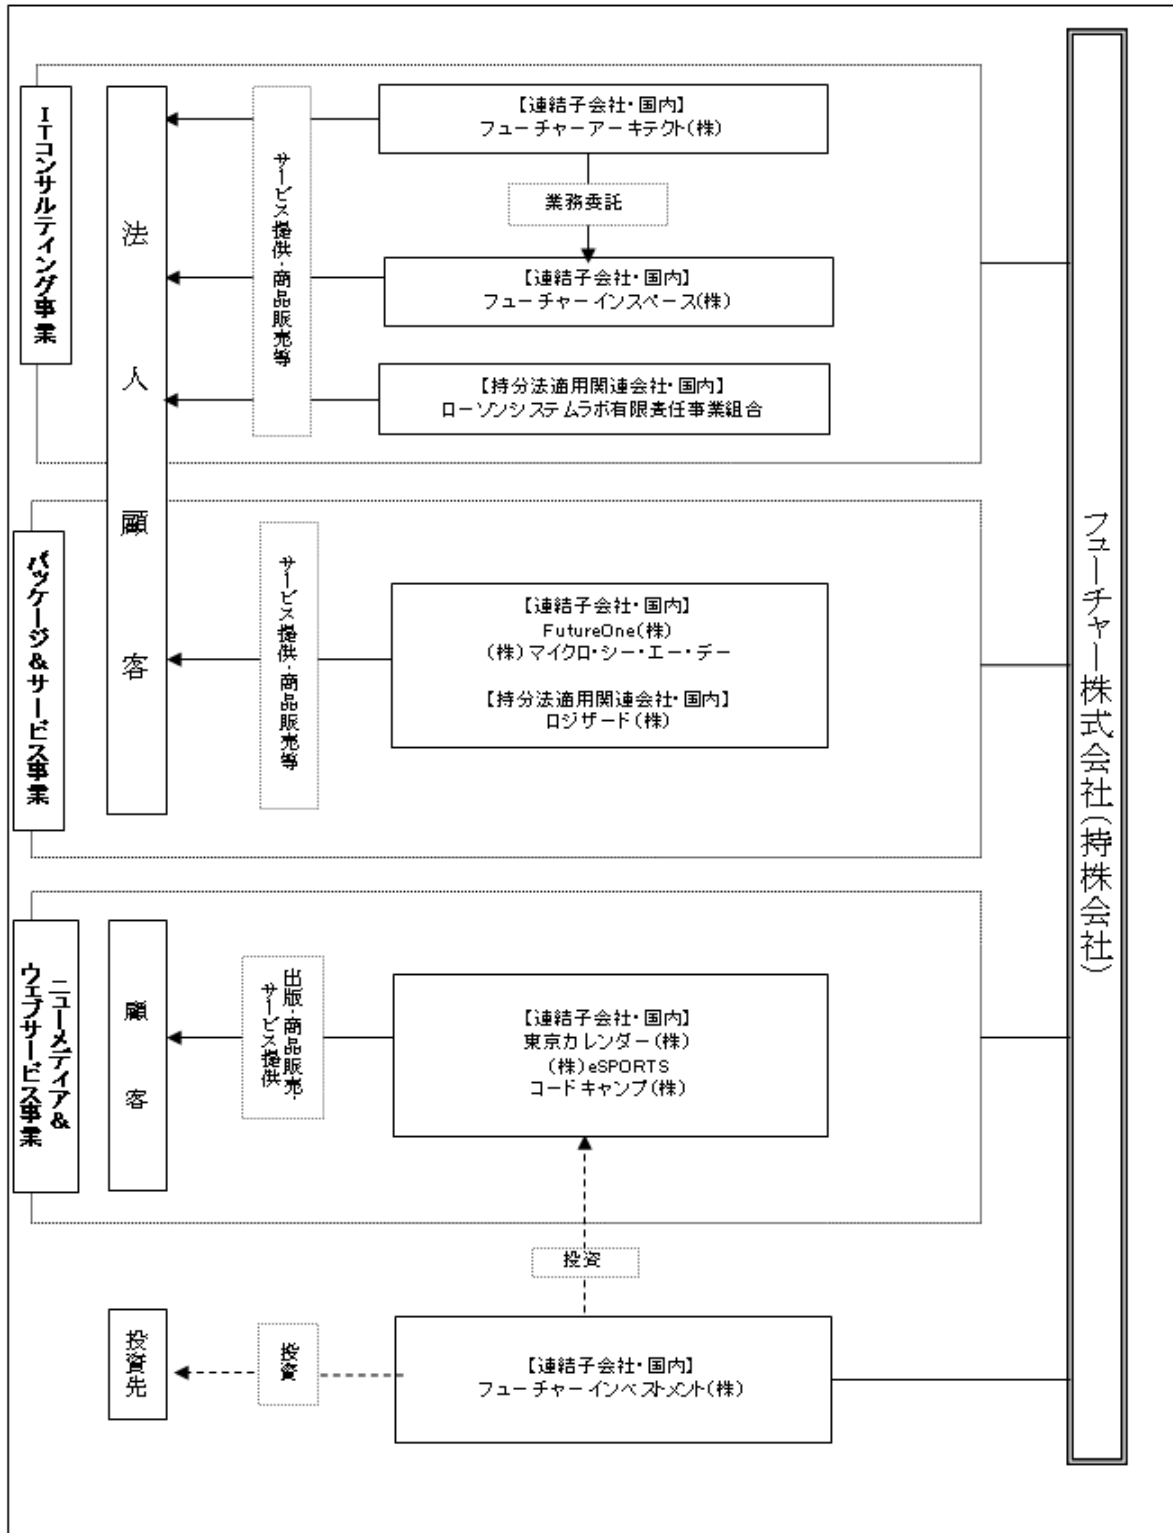 ITコンサルティング事業
法人顧客
サービス提供・商品販売等
【連結子会社・国内】
フューチャーアーキテクト(株)
業務委託
【連結子会社・国内】
フューチャーインスペース(株)
【持分法適用関連会社・国内】
ローソンシステムラボ有限責任事業組合
パッケージ&サービス事業
サービス提供・商品販売等
【連結子会社・国内】
FutureOne(株)
(株)マイクロ・シー・エー・デー
【持分法適用関連会社・国内】
ロジザード(株)
ニューメディア&
ウェブサービス事業
顧客
出版・商品販売・
サービス提供
【連結子会社・国内】
東京カレンダー(株)
(株)eSPORTS
コードキャンプ(株)
投資
投資先
投資
【連結子会社・国内】
フューチャーインベストメント(株)
フューチャー株式会社(持株会社)